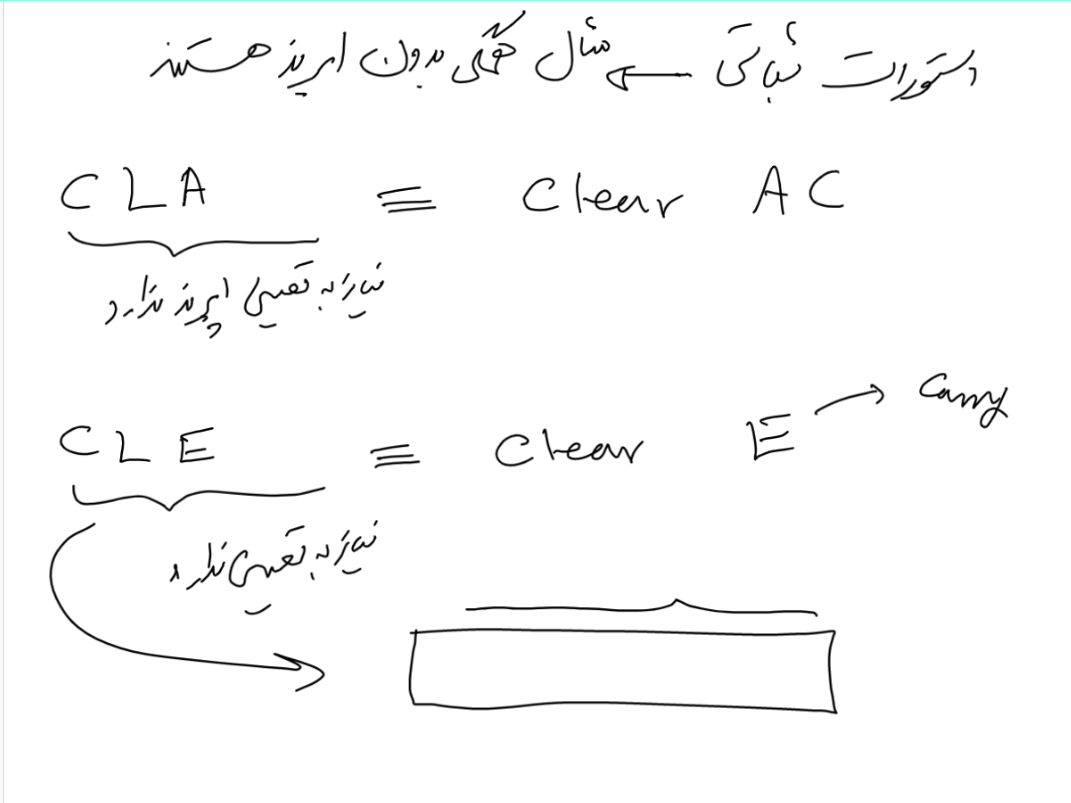 دستورات ثباتی ← مثال همگی بدون اپرند هستند
CLA ≡ Clear AC
نیاز به تعیین اپرند ندارد
CLE ≡ Clear E → Carry
نیاز به تعیین ندارد